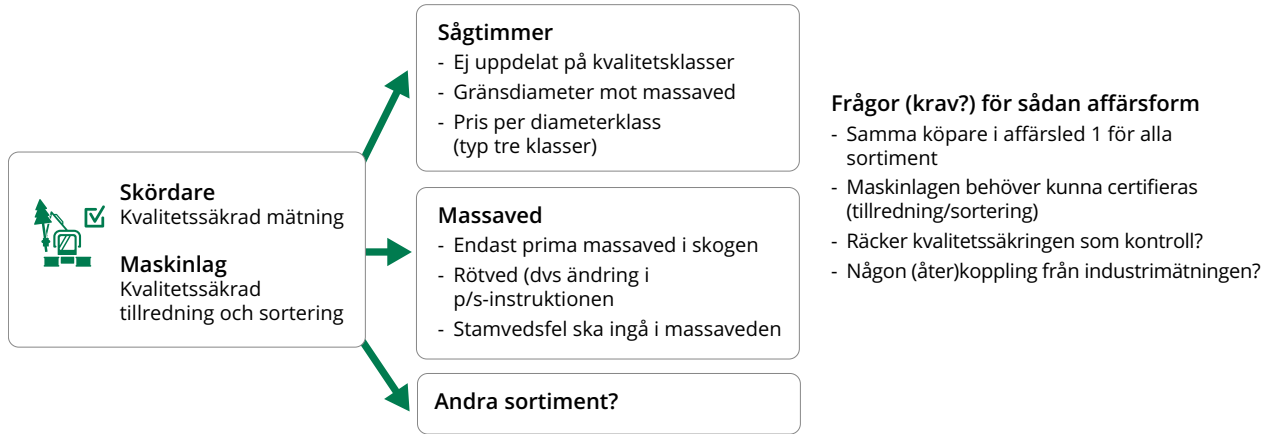 Skördare
Kvalitetssäkrad mätning
Maskinlag
Kvalitetssäkrad
tillredning och sortering
Sågtimmer
- Ej uppdelat på kvalitetsklasser
- Gränsdiameter mot massaved
- Pris per diameterklass
(typ tre klasser)
Massaved
- Endast prima massaved i skogen
- Rötved (dvs ändring i
p/s-instruktionen
- Stamvedsfel ska ingå i massaveden
Andra sortiment?
Frågor (krav?) för sådan affärsform
- Samma köpare i affärsled 1 för alla
sortiment
- Maskinlagen behöver kunna certifieras
(tillredning/sortering)
- Räcker kvalitetssäkringen som kontroll?
- Någon (åter)koppling från industrimätningen?